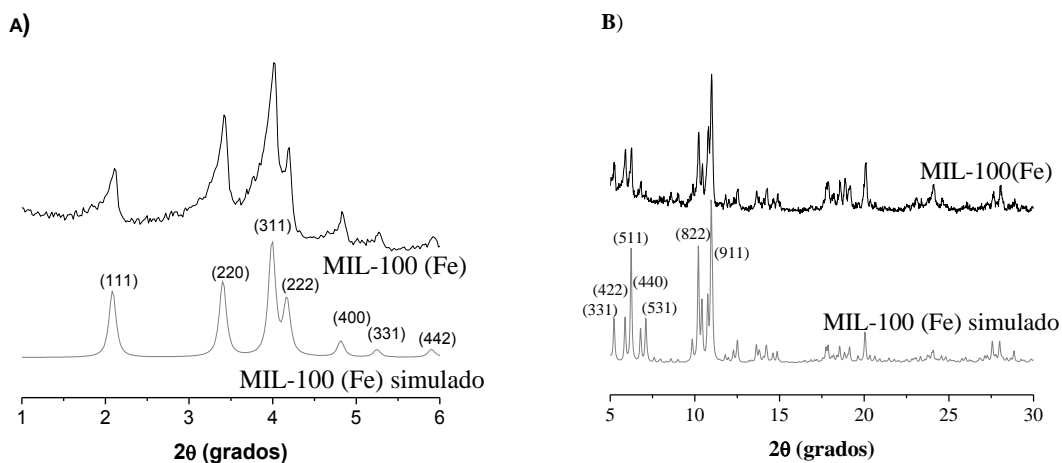 A)
(111)
(220)
(311)
(222)
(400)
(331)
(442)
MIL-100 (Fe)
MIL-100 (Fe) simulado
1 2 3 4 5 6
2θ (grados)
B)
MIL-100(Fe)
(331)
(422)
(511)
(440)
(531)
(822)
(911)
MIL-100 (Fe) simulado
5 10 15 20 25 30
2θ (grados)